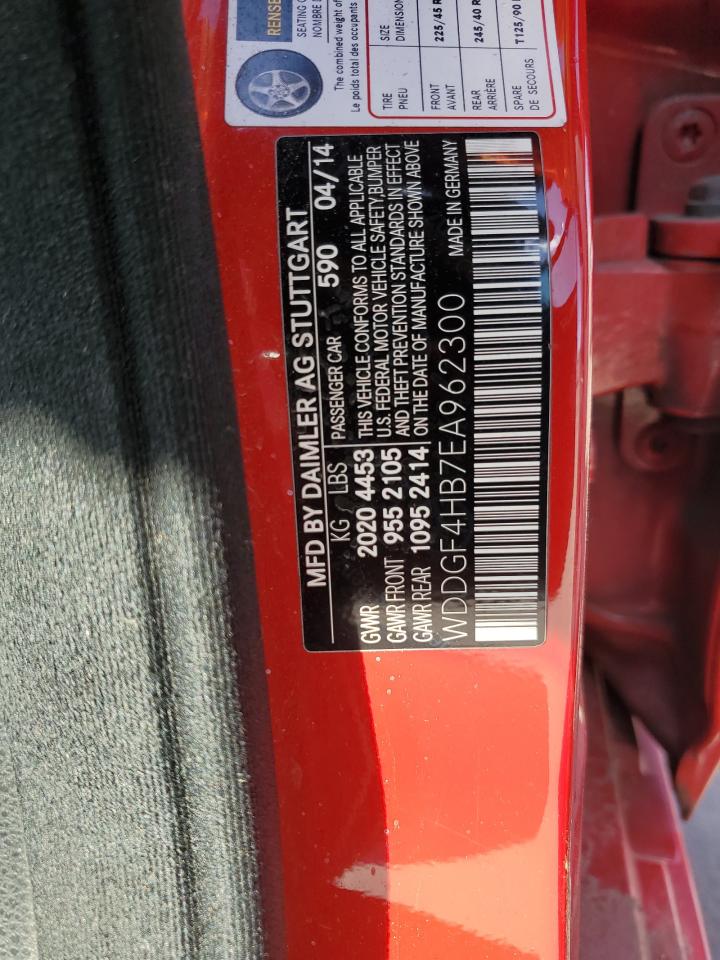 RENSE
SEATING
NOMBRE
The combined weight of
Le poids total des occupants
TIRE SIZE
PNEU DIMENSION
FRONT 225/45 R
AVANT
REAR 245/40 R
ARRIÈRE
SPARE T125/90
DE SECOURS
MFD BY DAIMLER AG STUTTGART
KG LBS PASSENGER CAR 590 04/14
GVWR 2020 4453 THIS VEHICLE CONFORMS TO ALL APPLICABLE
GAWR FRONT 955 2105 U.S. FEDERAL MOTOR VEHICLE SAFETY,BUMPER
AND THEFT PREVENTION STANDARDS IN EFFECT
GAWR REAR 1095 2414 ON THE DATE OF MANUFACTURE SHOWN ABOVE
WDDGF4HB7EA962300 MADE IN GERMANY